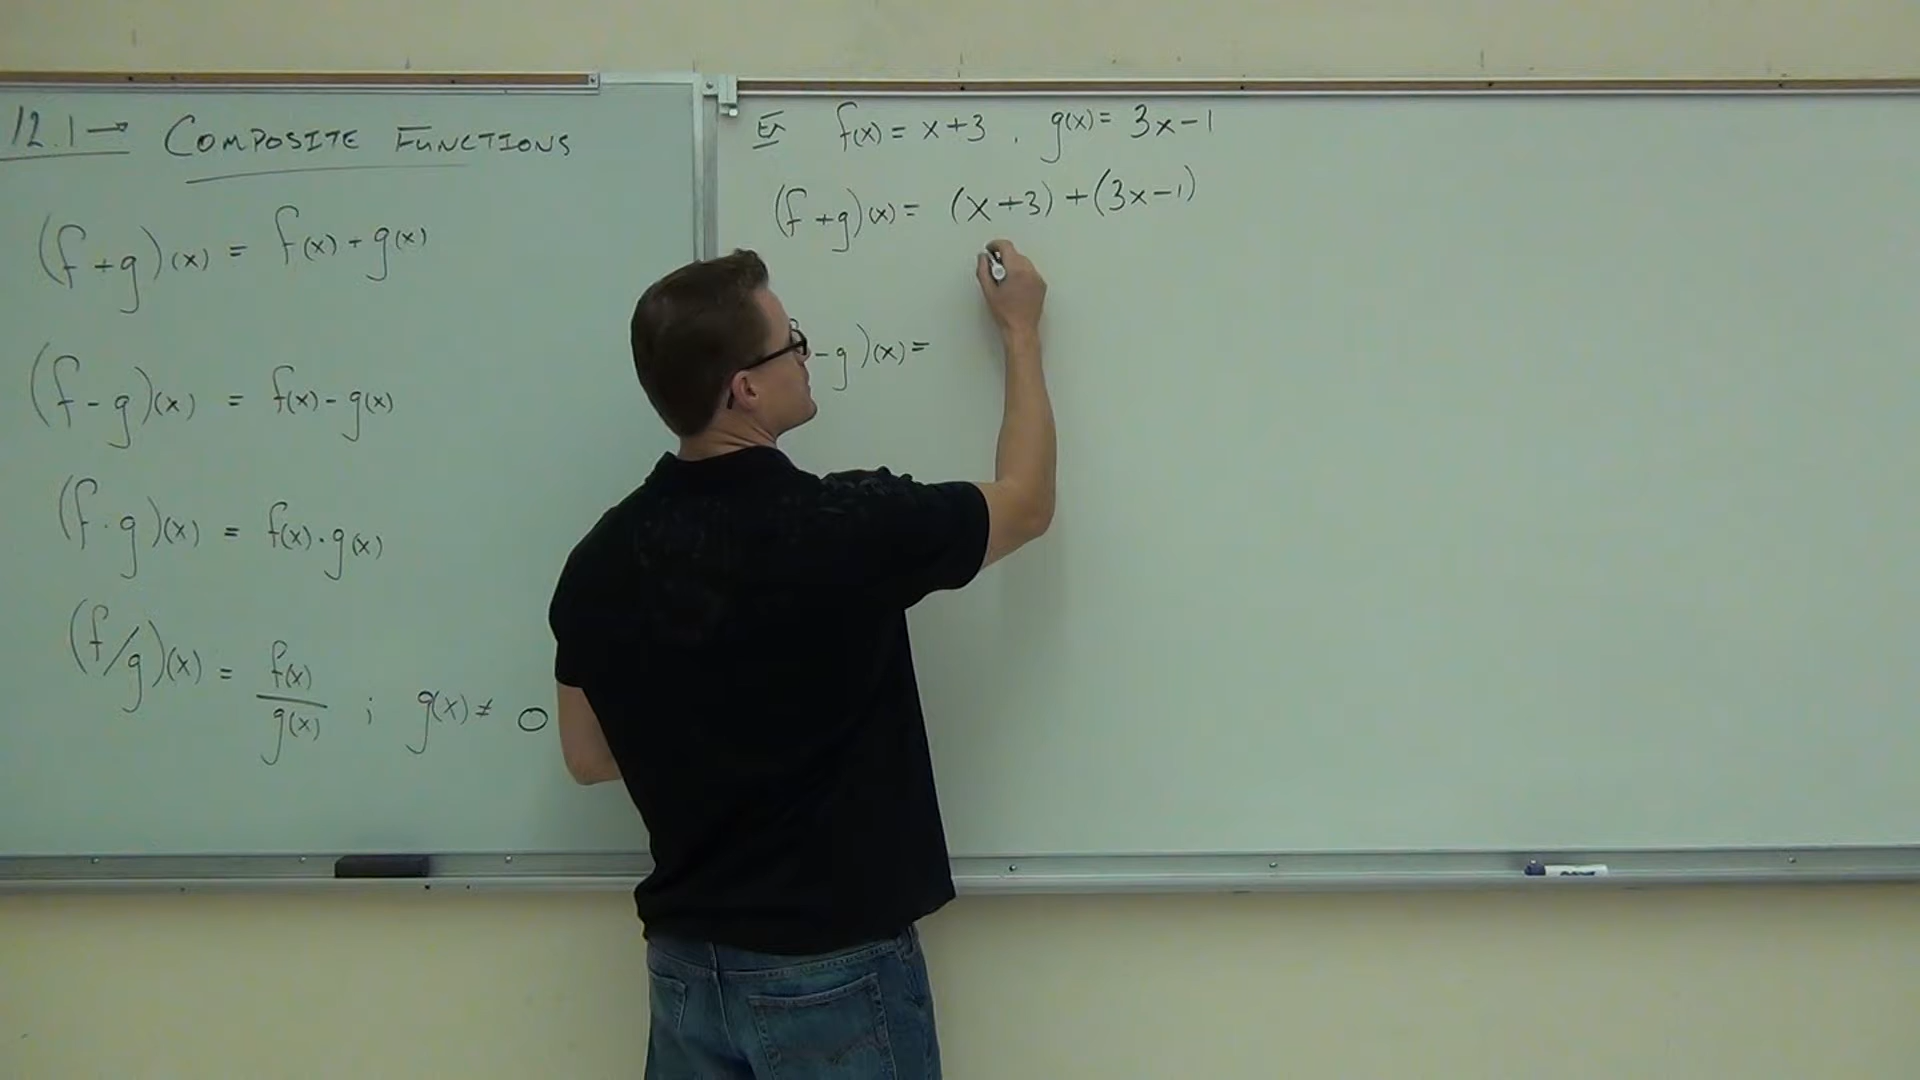 12.1 → COMPOSITE FUNCTIONS
(f+g)(x) = f(x) + g(x)
(f-g)(x) = f(x) - g(x)
(f·g)(x) = f(x)·g(x)
(f/g)(x) = f(x)/g(x) ; g(x) ≠ 0
Ex f(x) = x+3 , g(x) = 3x-1
(f+g)(x) = (x+3)+(3x-1)
-g)(x) =